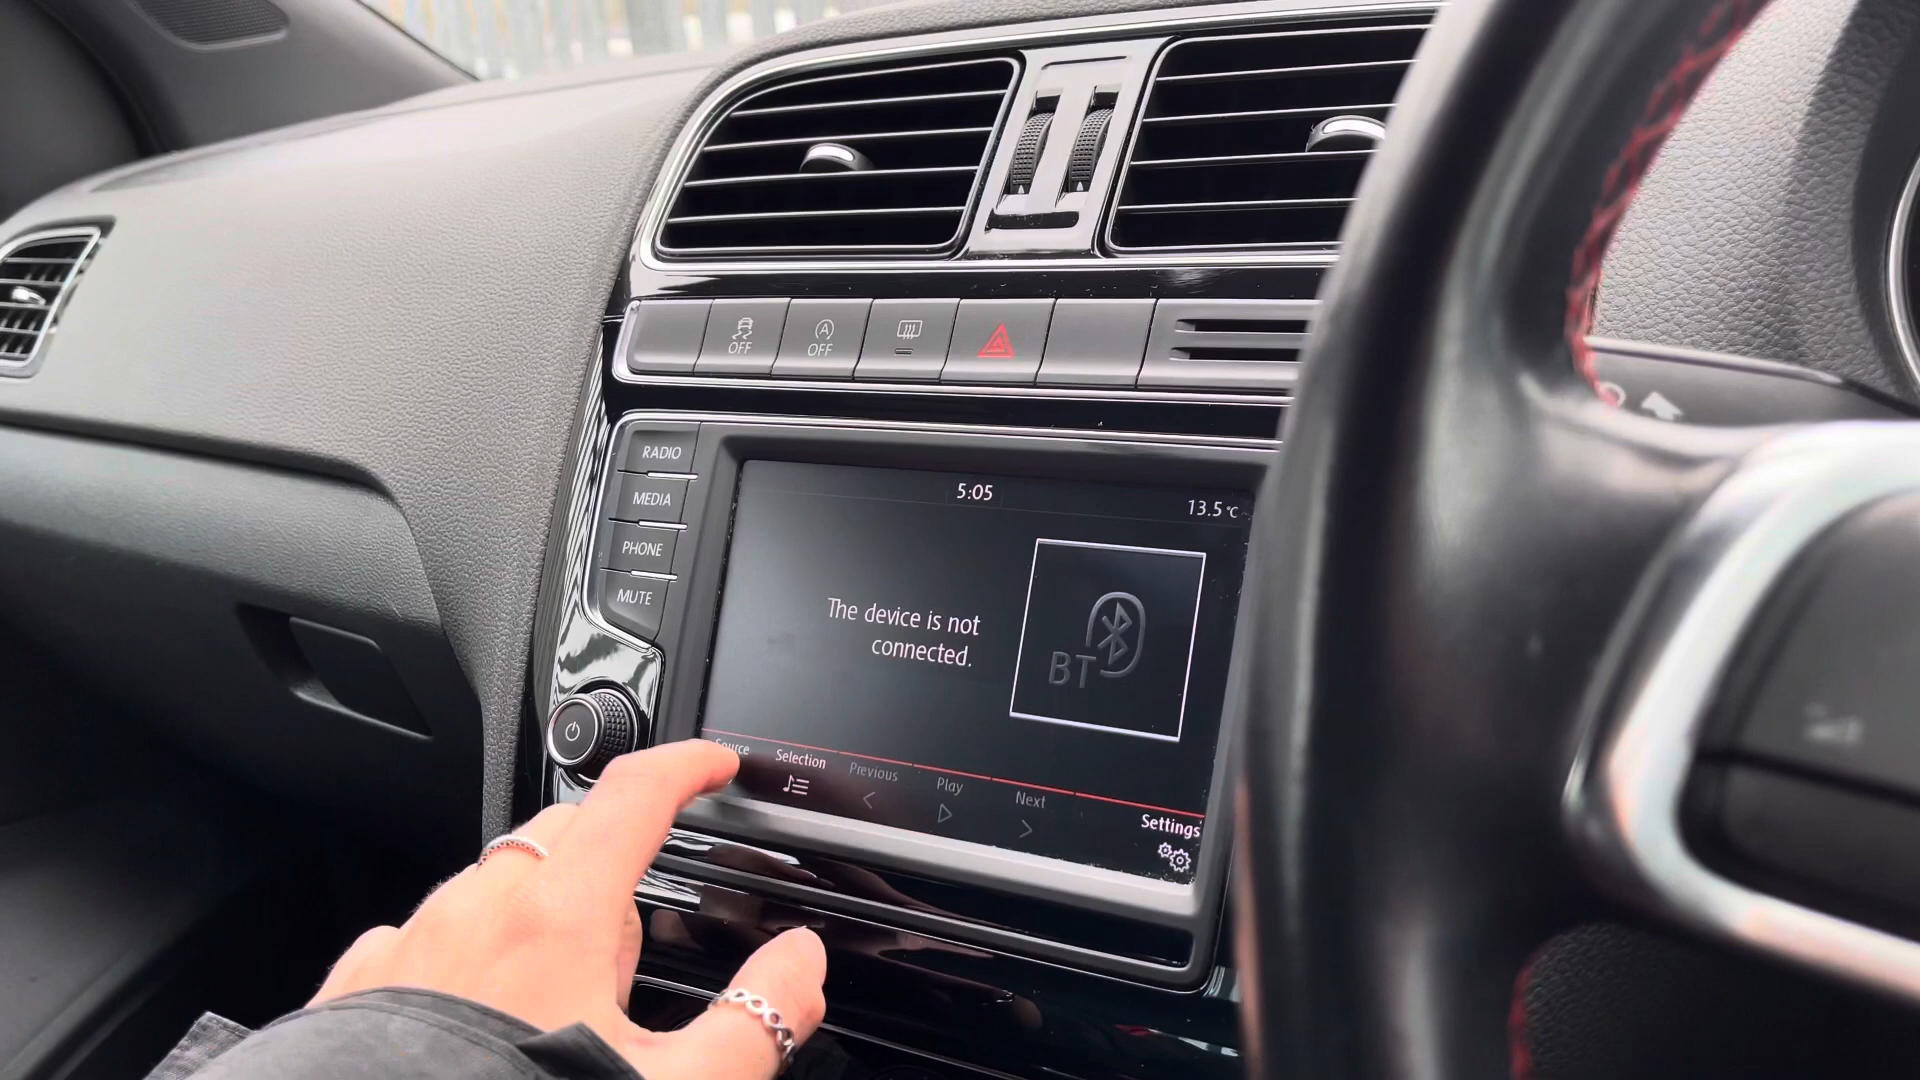 OFF
A
OFF
RADIO
MEDIA
PHONE
MUTE
5:05
13.5 °C
The device is not
connected.
BT
Source
Selection
Previous
Play
Next
Settings